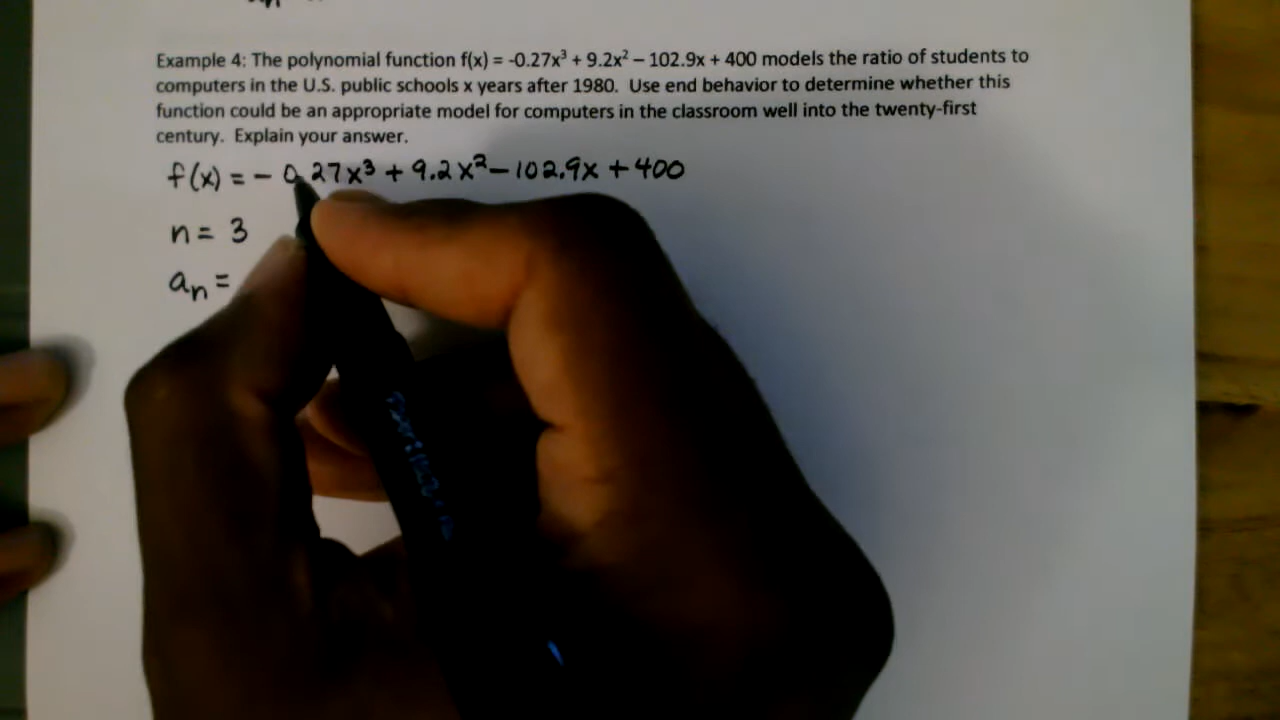 Example 4: The polynomial function f(x) = -0.27x³ + 9.2x² – 102.9x + 400 models the ratio of students to
computers in the U.S. public schools x years after 1980. Use end behavior to determine whether this
function could be an appropriate model for computers in the classroom well into the twenty-first
century. Explain your answer.
f(x) = - 0.27x³ + 9.2x² - 102.9x + 400
n = 3
aₙ =